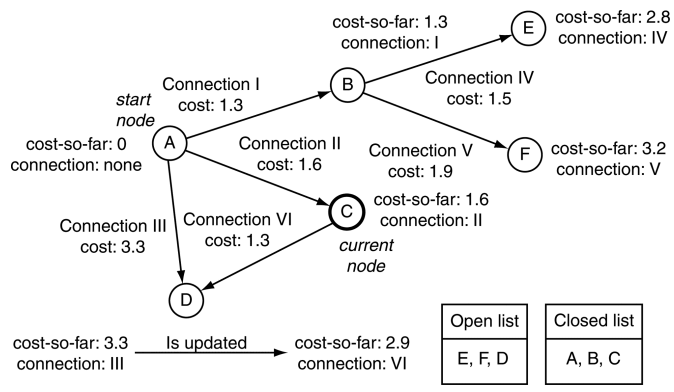 cost-so-far: 1.3
connection: I
E
cost-so-far: 2.8
connection: IV
Connection I
cost: 1.3
B
Connection IV
cost: 1.5
start
node
A
cost-so-far: 0
connection: none
Connection II
cost: 1.6
Connection V
cost: 1.9
F
cost-so-far: 3.2
connection: V
Connection III
cost: 3.3
Connection VI
cost: 1.3
C
cost-so-far: 1.6
connection: II
current
node
D
cost-so-far: 3.3
connection: III
Is updated
cost-so-far: 2.9
connection: VI
Open list
E, F, D
Closed list
A, B, C